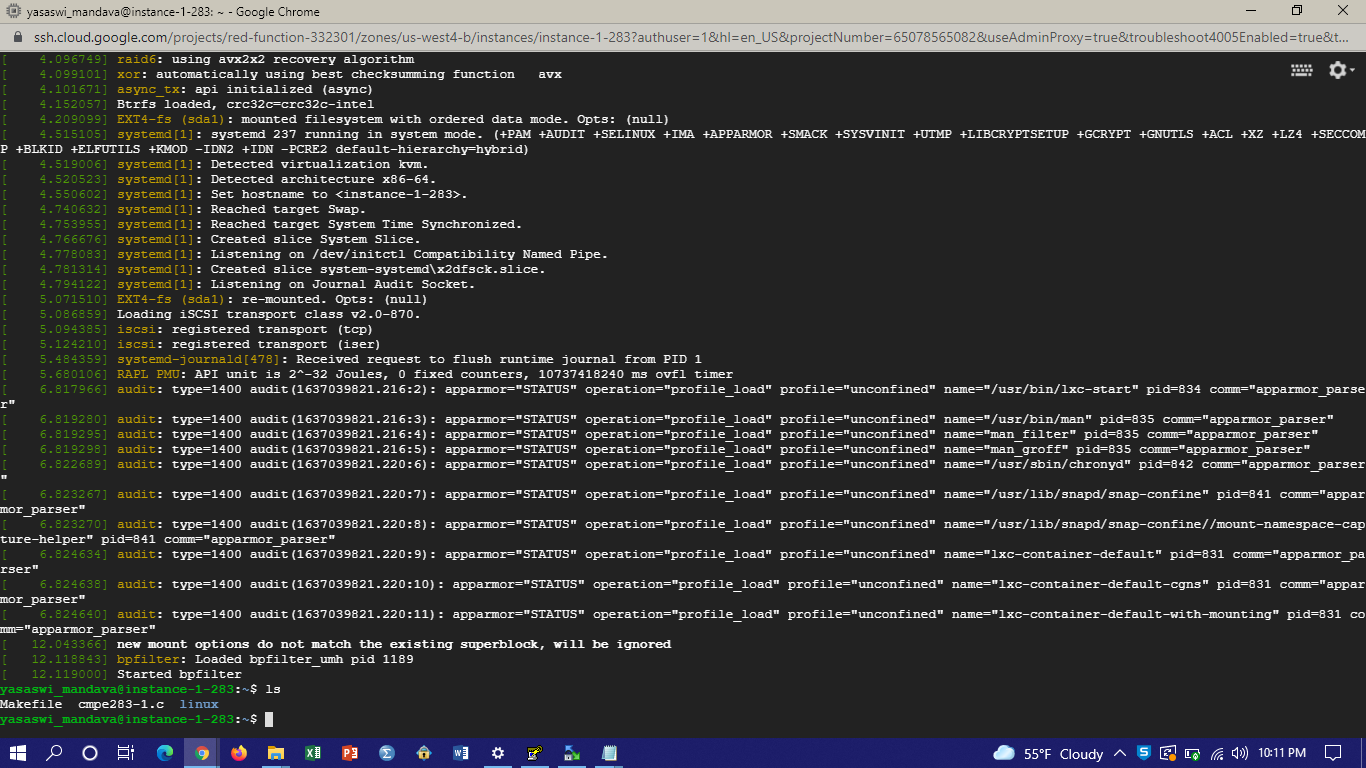 yasaswi_mandava@instance-1-283: ~ - Google Chrome
ssh.cloud.google.com/projects/red-function-332301/zones/us-west4-b/instances/instance-1-283?authuser=1&hl=en_US&projectNumber=65078565082&useAdminProxy=true&troubleshoot4005Enabled=true&t...
[    4.096749] raid6: using avx2x2 recovery algorithm
[    4.099101] xor: automatically using best checksumming function   avx
[    4.101671] async_tx: api initialized (async)
[    4.152057] Btrfs loaded, crc32c=crc32c-intel
[    4.209099] EXT4-fs (sda1): mounted filesystem with ordered data mode. Opts: (null)
[    4.515105] systemd[1]: systemd 237 running in system mode. (+PAM +AUDIT +SELINUX +IMA +APPARMOR +SMACK +SYSVINIT +UTMP +LIBCRYPTSETUP +GCRYPT +GNUTLS +ACL +XZ +LZ4 +SECCOM
P +BLKID +ELFUTILS +KMOD -IDN2 +IDN -PCRE2 default-hierarchy=hybrid)
[    4.519006] systemd[1]: Detected virtualization kvm.
[    4.520523] systemd[1]: Detected architecture x86-64.
[    4.550602] systemd[1]: Set hostname to <instance-1-283>.
[    4.740632] systemd[1]: Reached target Swap.
[    4.753955] systemd[1]: Reached target System Time Synchronized.
[    4.766676] systemd[1]: Created slice System Slice.
[    4.778083] systemd[1]: Listening on /dev/initctl Compatibility Named Pipe.
[    4.781314] systemd[1]: Created slice system-systemd\x2dfsck.slice.
[    4.794122] systemd[1]: Listening on Journal Audit Socket.
[    5.071510] EXT4-fs (sda1): re-mounted. Opts: (null)
[    5.086859] Loading iSCSI transport class v2.0-870.
[    5.094385] iscsi: registered transport (tcp)
[    5.124210] iscsi: registered transport (iser)
[    5.484359] systemd-journald[478]: Received request to flush runtime journal from PID 1
[    5.680106] RAPL PMU: API unit is 2^-32 Joules, 0 fixed counters, 10737418240 ms ovfl timer
[    6.817966] audit: type=1400 audit(1637039821.216:2): apparmor="STATUS" operation="profile_load" profile="unconfined" name="/usr/bin/lxc-start" pid=834 comm="apparmor_parse
r"
[    6.819280] audit: type=1400 audit(1637039821.216:3): apparmor="STATUS" operation="profile_load" profile="unconfined" name="/usr/bin/man" pid=835 comm="apparmor_parser"
[    6.819295] audit: type=1400 audit(1637039821.216:4): apparmor="STATUS" operation="profile_load" profile="unconfined" name="man_filter" pid=835 comm="apparmor_parser"
[    6.819298] audit: type=1400 audit(1637039821.216:5): apparmor="STATUS" operation="profile_load" profile="unconfined" name="man_groff" pid=835 comm="apparmor_parser"
[    6.822689] audit: type=1400 audit(1637039821.220:6): apparmor="STATUS" operation="profile_load" profile="unconfined" name="/usr/sbin/chronyd" pid=842 comm="apparmor_parser
"
[    6.823267] audit: type=1400 audit(1637039821.220:7): apparmor="STATUS" operation="profile_load" profile="unconfined" name="/usr/lib/snapd/snap-confine" pid=841 comm="appar
mor_parser"
[    6.823270] audit: type=1400 audit(1637039821.220:8): apparmor="STATUS" operation="profile_load" profile="unconfined" name="/usr/lib/snapd/snap-confine//mount-namespace-cap
ture-helper" pid=841 comm="apparmor_parser"
[    6.824634] audit: type=1400 audit(1637039821.220:9): apparmor="STATUS" operation="profile_load" profile="unconfined" name="lxc-container-default" pid=831 comm="apparmor_pa
rser"
[    6.824638] audit: type=1400 audit(1637039821.220:10): apparmor="STATUS" operation="profile_load" profile="unconfined" name="lxc-container-default-cgns" pid=831 comm="appar
mor_parser"
[    6.824640] audit: type=1400 audit(1637039821.220:11): apparmor="STATUS" operation="profile_load" profile="unconfined" name="lxc-container-default-with-mounting" pid=831 co
mm="apparmor_parser"
[   12.043366] new mount options do not match the existing superblock, will be ignored
[   12.118843] bpfilter: Loaded bpfilter_umh pid 1189
[   12.119000] Started bpfilter
yasaswi_mandava@instance-1-283:~$ ls
Makefile  cmpe283-1.c  linux
yasaswi_mandava@instance-1-283:~$
55°F Cloudy
10:11 PM